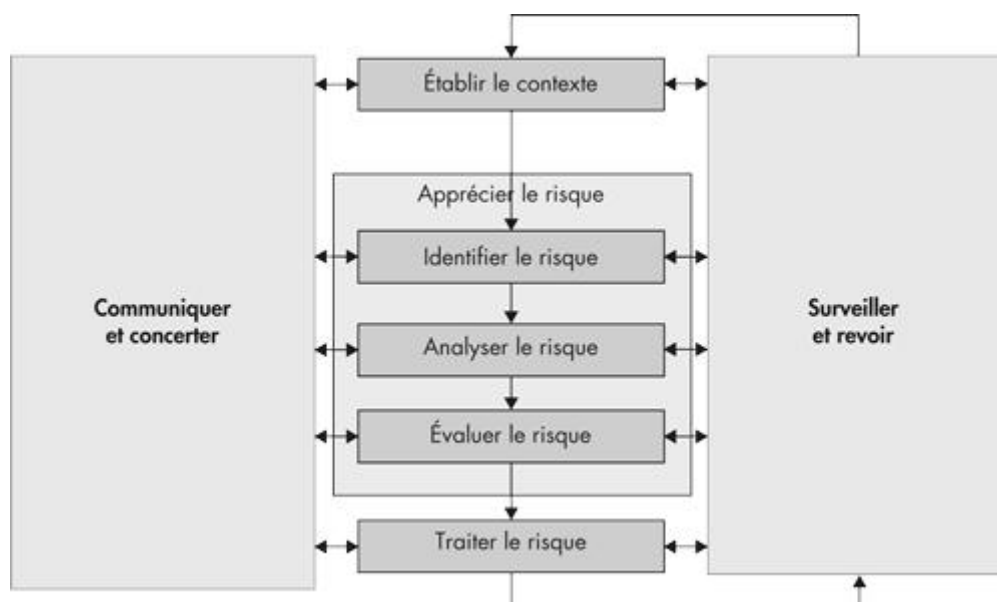 Établir le contexte
Apprécier le risque
Identifier le risque
Communiquer
et concerter
Surveiller
et revoir
Analyser le risque
Évaluer le risque
Traiter le risque